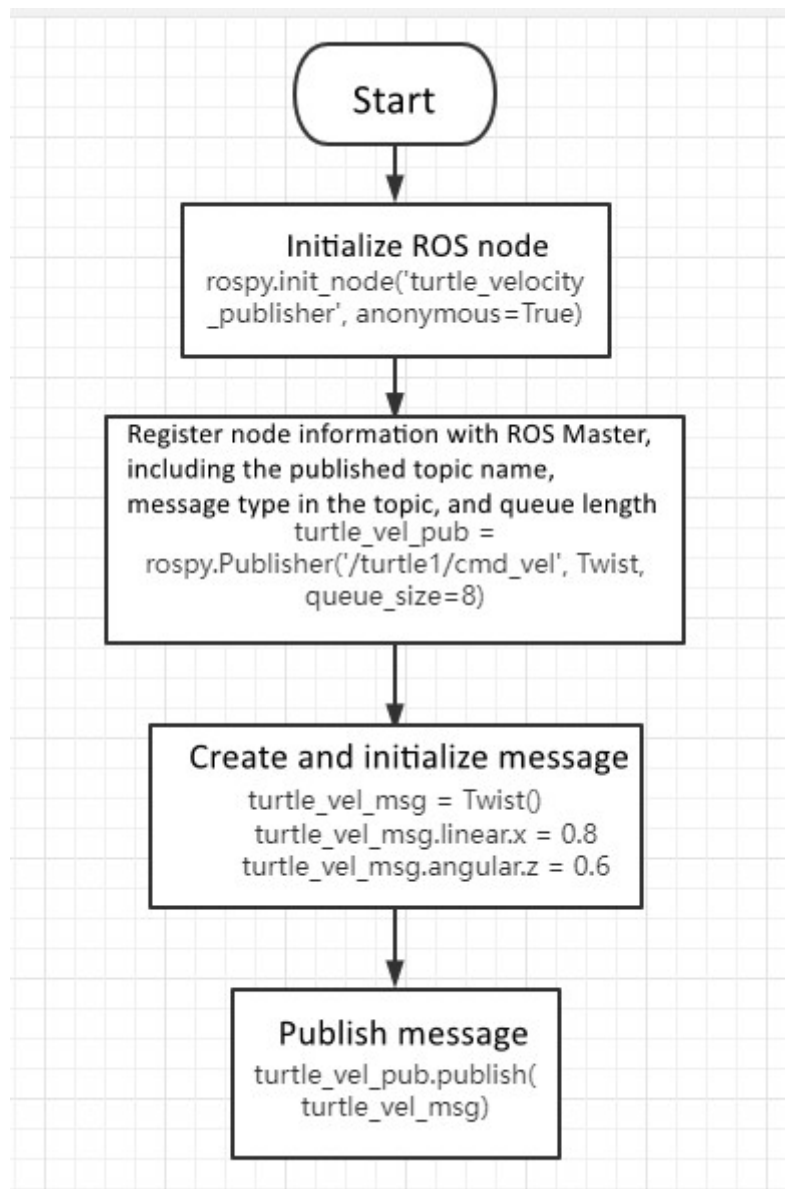 Start
Initialize ROS node
rospy.init_node('turtle_velocity
_publisher', anonymous=True)
Register node information with ROS Master,
including the published topic name,
message type in the topic, and queue length
turtle_vel_pub =
rospy.Publisher('/turtle1/cmd_vel', Twist,
queue_size=8)
Create and initialize message
turtle_vel_msg = Twist()
turtle_vel_msg.linear.x = 0.8
turtle_vel_msg.angular.z = 0.6
Publish message
turtle_vel_pub.publish(
turtle_vel_msg)